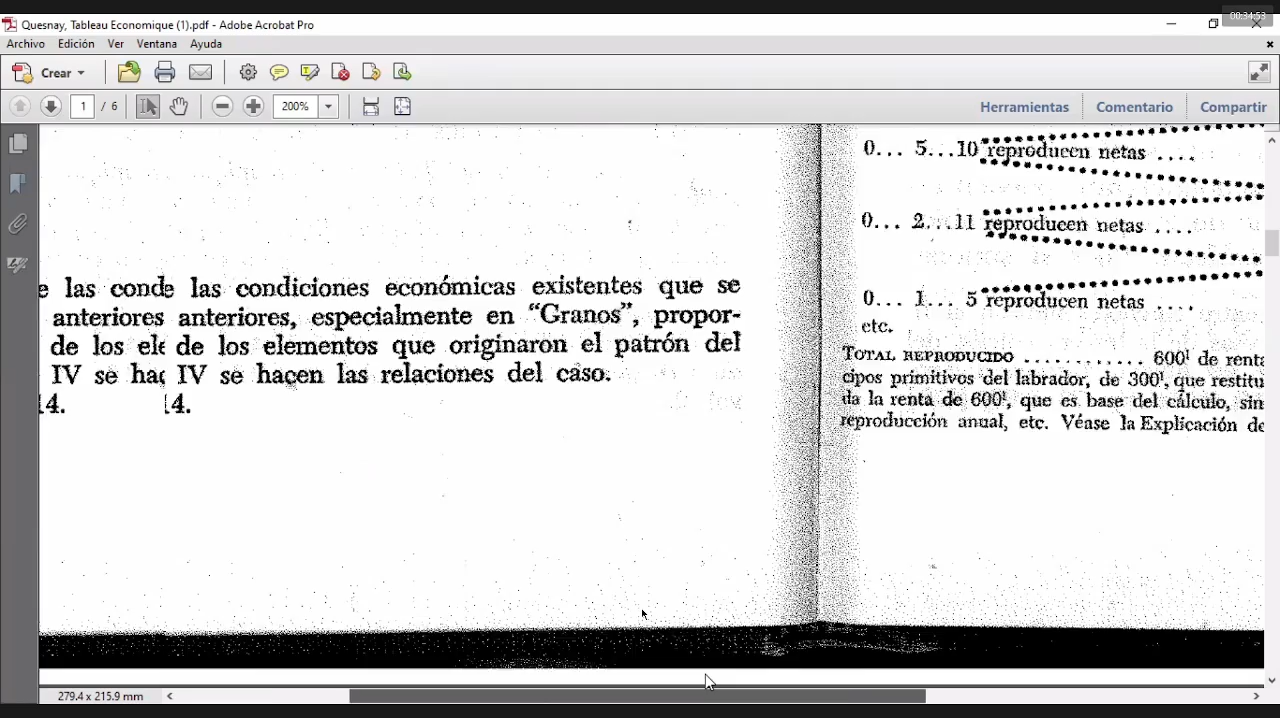 00:34:53
Quesnay, Tableau Economique (1).pdf - Adobe Acrobat Pro
Archivo Edición Ver Ventana Ayuda
Crear
1 / 6 200% Herramientas Comentario Compartir
e las conde las condiciones económicas existentes que se
anteriores anteriores, especialmente en “Granos”, propor-
de los ele de los elementos que originaron el patrón del
IV se hac IV se hacen las relaciones del caso.
14. 14.
0... 5...10 reproducen netas ....
0... 2...11 reproducen netas ....
0... 1... 5 reproducen netas ....
etc.
TOTAL REPRODUCIDO ............ 600l de renta
cipos primitivos del labrador, de 300l, que restitu
da la renta de 600l, que es base del cálculo, sin
reproducción anual, etc. Véase la Explicación de
279.4 x 215.9 mm